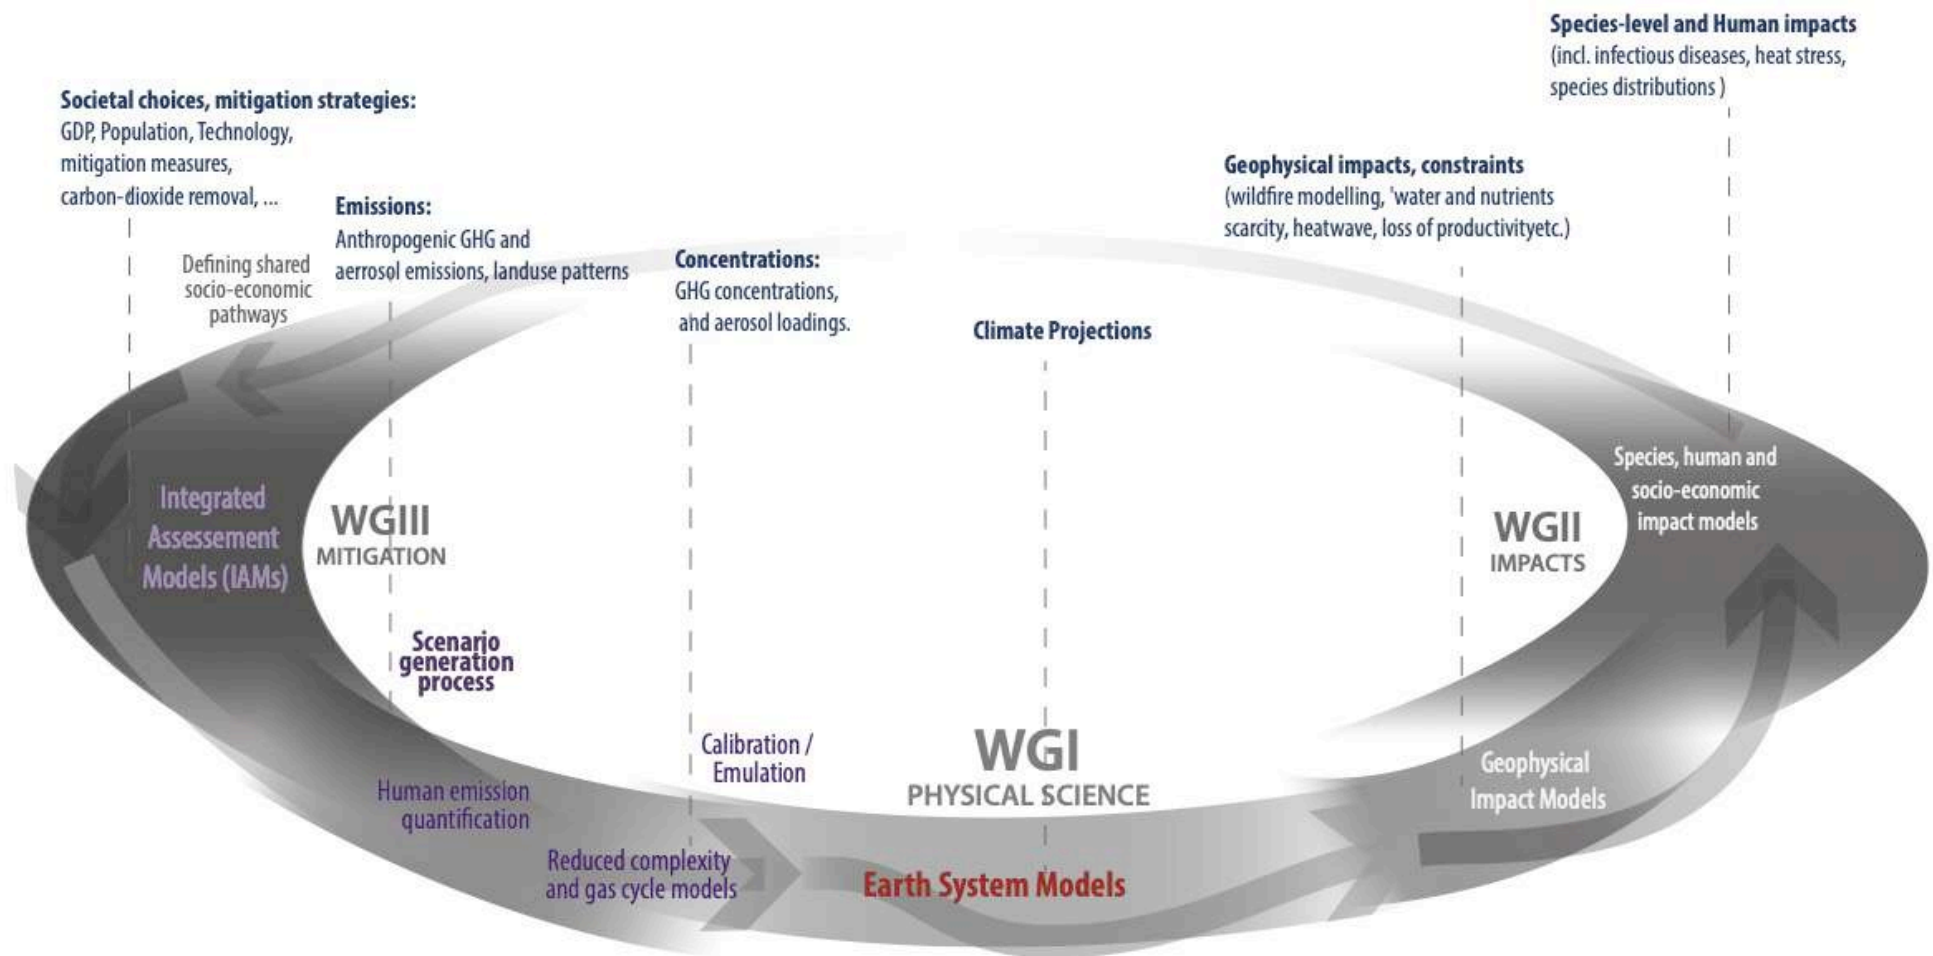 Species-level and Human impacts
(incl. infectious diseases, heat stress,
species distributions )
Societal choices, mitigation strategies:
GDP, Population, Technology,
mitigation measures,
carbon-dioxide removal, ...
Geophysical impacts, constraints
(wildfire modelling, 'water and nutrients
scarcity, heatwave, loss of productivityetc.)
Emissions:
Anthropogenic GHG and
aerrosol emissions, landuse patterns
Defining shared
socio-economic
pathways
Concentrations:
GHG concentrations,
and aerosol loadings.
Climate Projections
Integrated
Assessement
Models (IAMs)
WGIII
MITIGATION
WGII
IMPACTS
Species, human and
socio-economic
impact models
Scenario
generation
process
Calibration /
Emulation
WGI
PHYSICAL SCIENCE
Geophysical
Impact Models
Human emission
quantification
Reduced complexity
and gas cycle models
Earth System Models